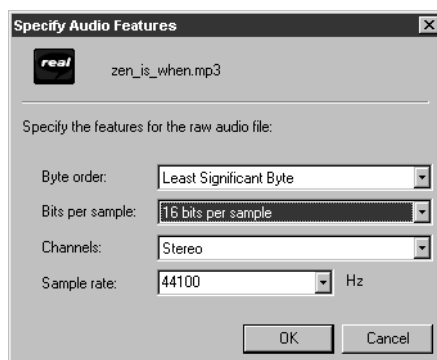 Specify Audio Features
real
zen_is_when.mp3
Specify the features for the raw audio file:
Byte order: Least Significant Byte
Bits per sample: 16 bits per sample
Channels: Stereo
Sample rate: 44100 Hz
OK Cancel